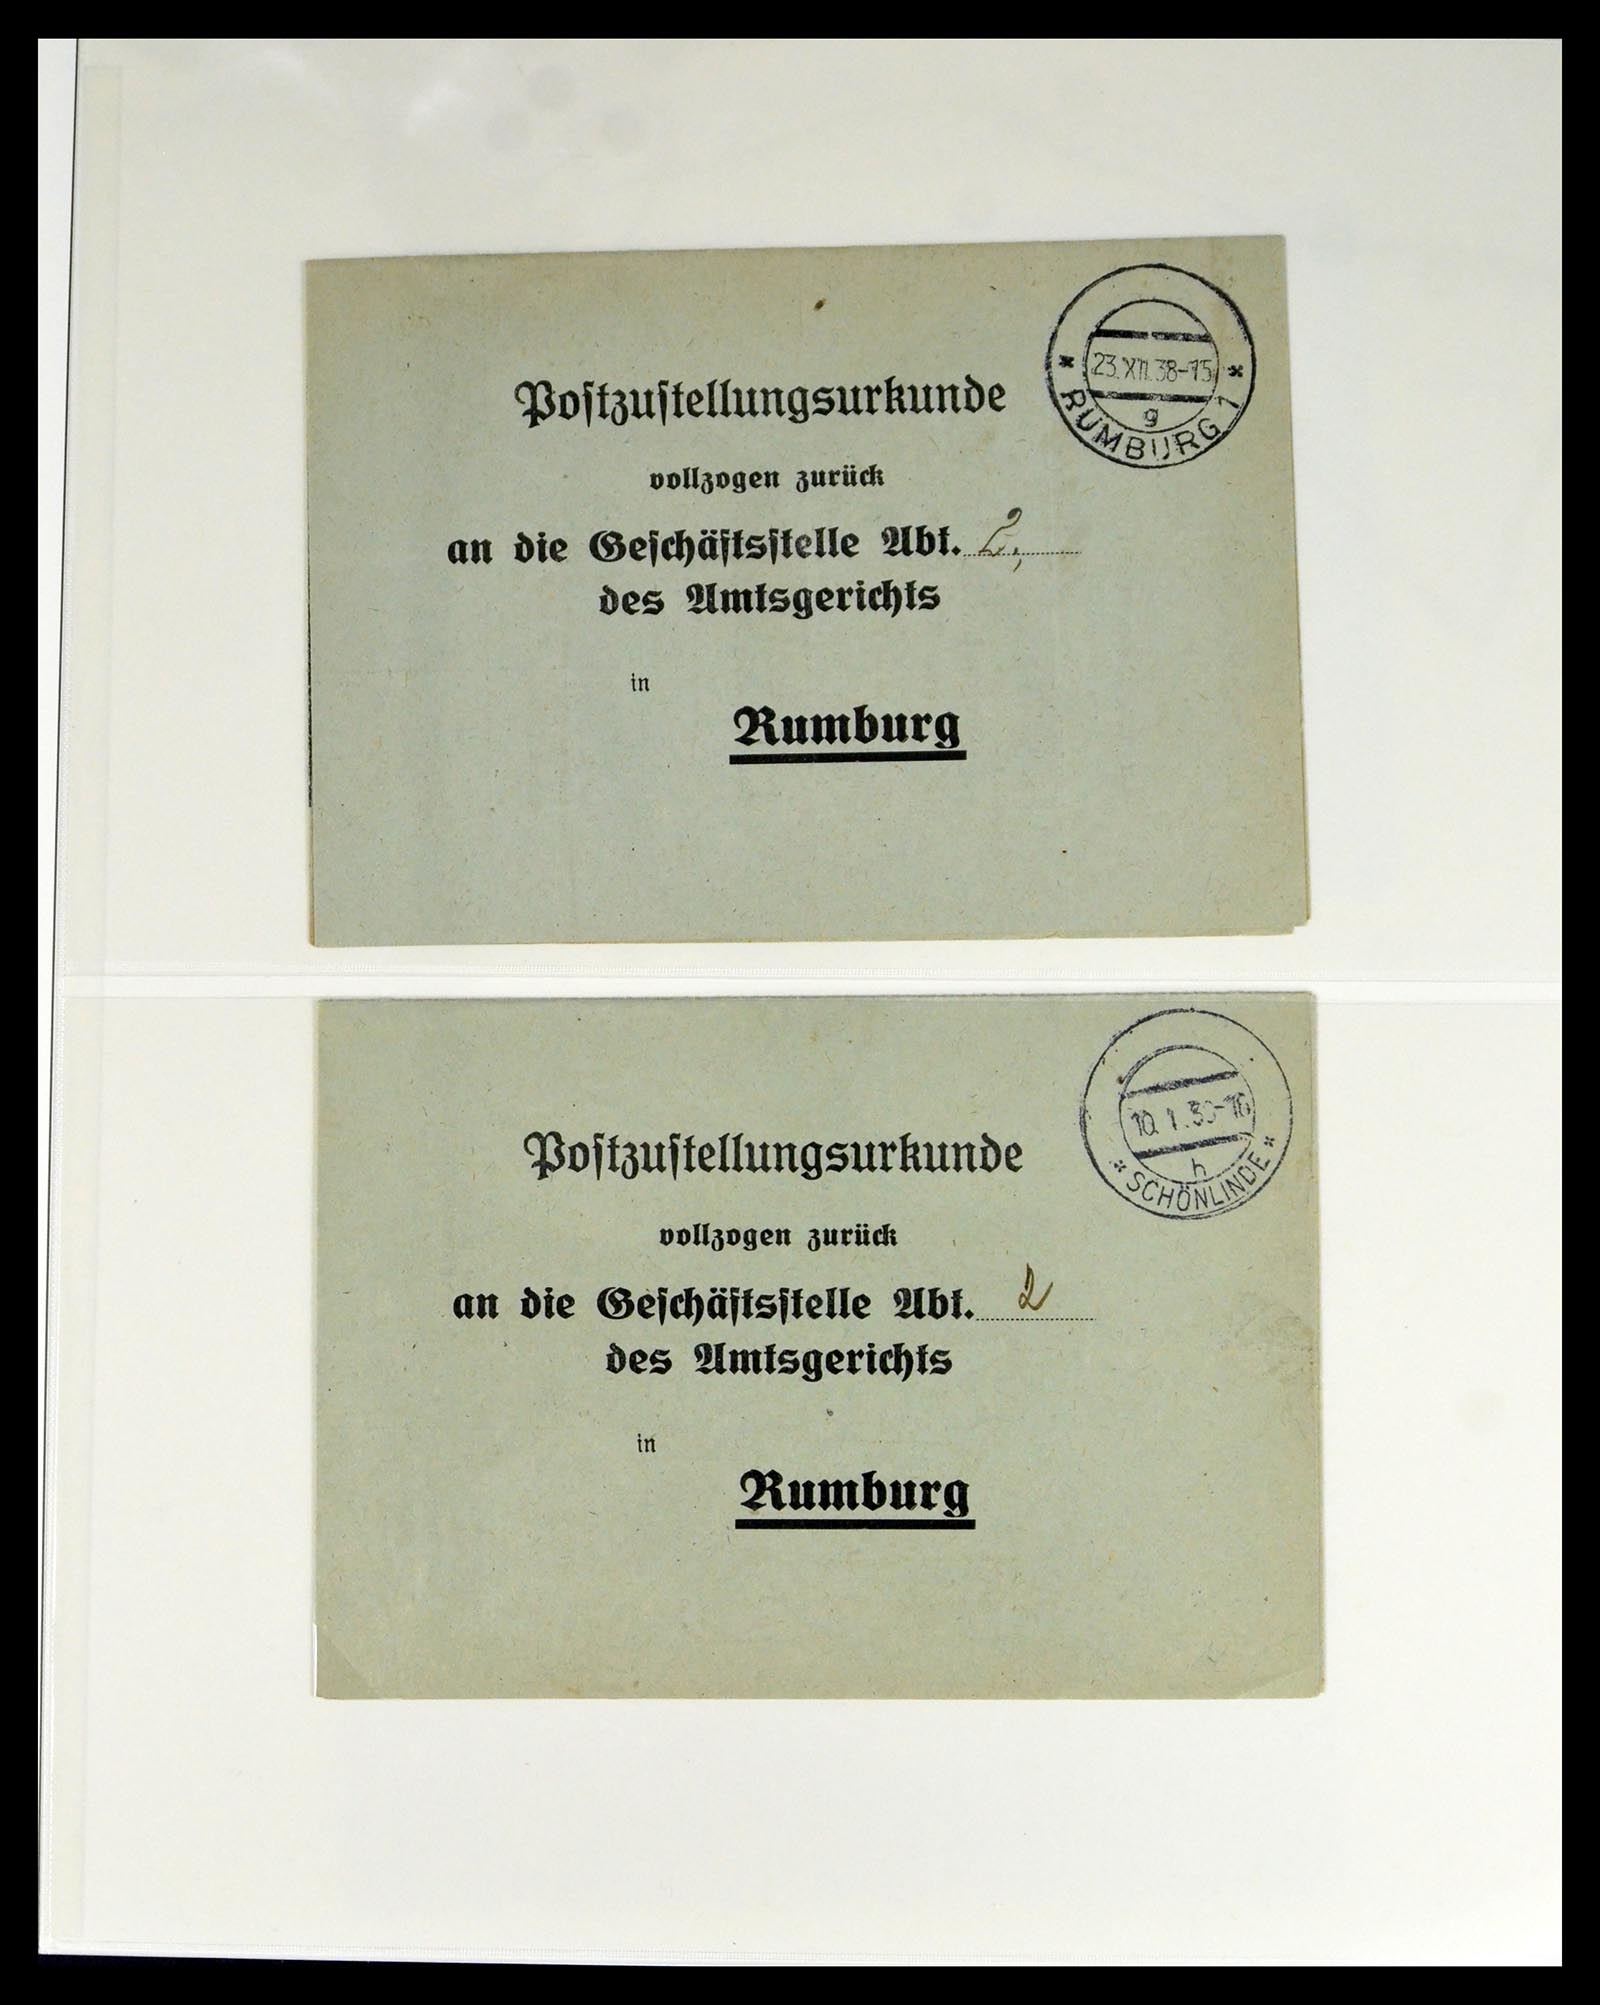 23.XII.38-15
g
RUMBURG 1
Postzustellungsurkunde
vollzogen zurück
an die Geschäftsstelle Abt. 2,
des Amtsgerichts
in
Rumburg
10. I.
h
SCHÖNLINDE
Postzustellungsurkunde
vollzogen zurück
an die Geschäftsstelle Abt. 2
des Amtsgerichts
in
Rumburg